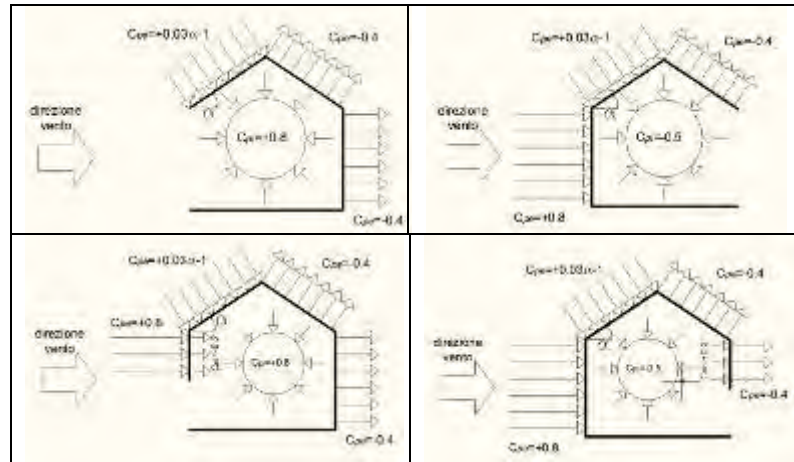 Cpe=+0.03α-1
Cpe=-0.4
direzione
vento
α
Cpi=+0.8
Cpe=-0.4
Cpe=+0.03α-1
Cpe=-0.4
direzione
vento
α
Cpi=-0.5
Cpe=+0.8
Cpe=+0.03α-1
Cpe=-0.4
Cpe=+0.8
direzione
vento
α
Cpi=+0.8
Cpe=-0.4
Cpe=+0.03α-1
Cpe=-0.4
direzione
vento
α
Cpe=-0.4
Cpe=+0.8